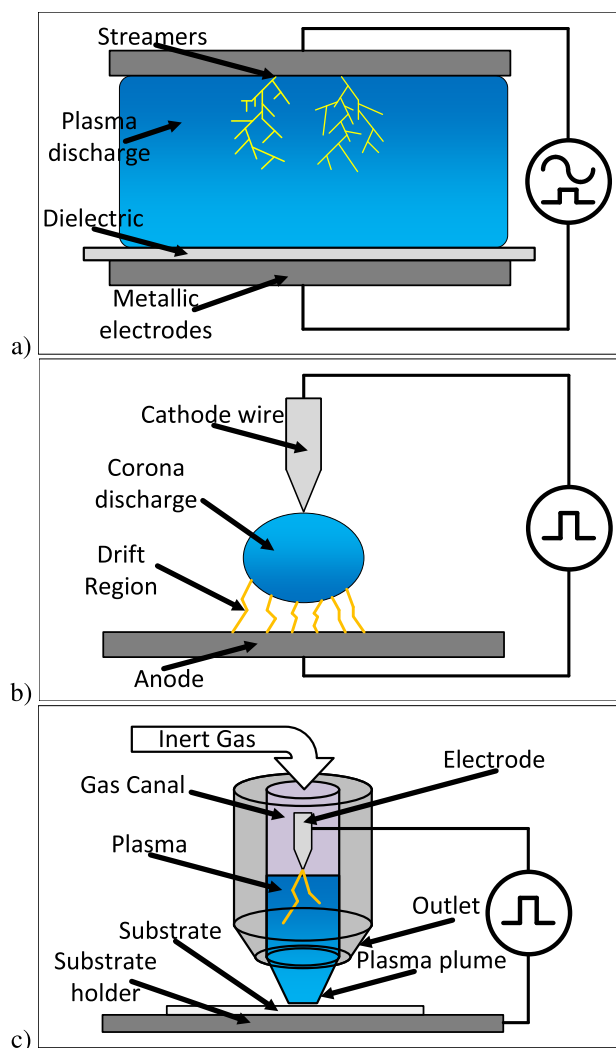 Streamers
Plasma
discharge
Dielectric
Metallic
electrodes
a)
Cathode wire
Corona
discharge
Drift
Region
Anode
b)
Inert Gas
Electrode
Gas Canal
Plasma
Outlet
Substrate
Plasma plume
Substrate
holder
c)